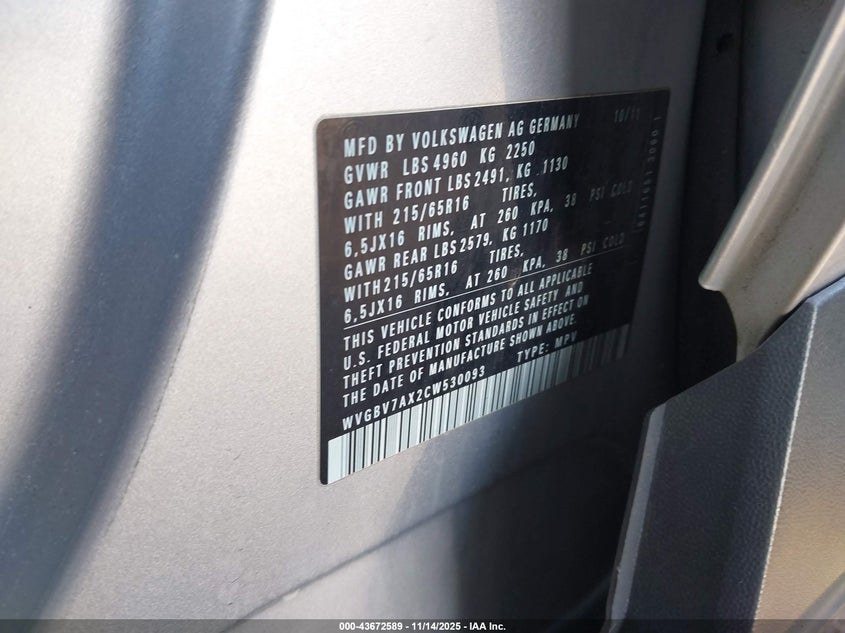 MFD BY VOLKSWAGEN AG GERMANY 10/11
GVWR LBS 4960 KG 2250
GAWR FRONT LBS 2491, KG 1130
WITH 215/65R16 TIRES,
6,5JX16 RIMS, AT 260 KPA, 38 PSI COLD
GAWR REAR LBS 2579, KG 1170
WITH 215/65R16 TIRES,
6,5JX16 RIMS, AT 260 KPA, 38 PSI COLD
THIS VEHICLE CONFORMS TO ALL APPLICABLE
U.S. FEDERAL MOTOR VEHICLE SAFETY AND
THEFT PREVENTION STANDARDS IN EFFECT ON
THE DATE OF MANUFACTURE SHOWN ABOVE.
WVGBV7AX2CW530093 TYPE: MPV
000-43672589 - 11/14/2025 - IAA Inc.